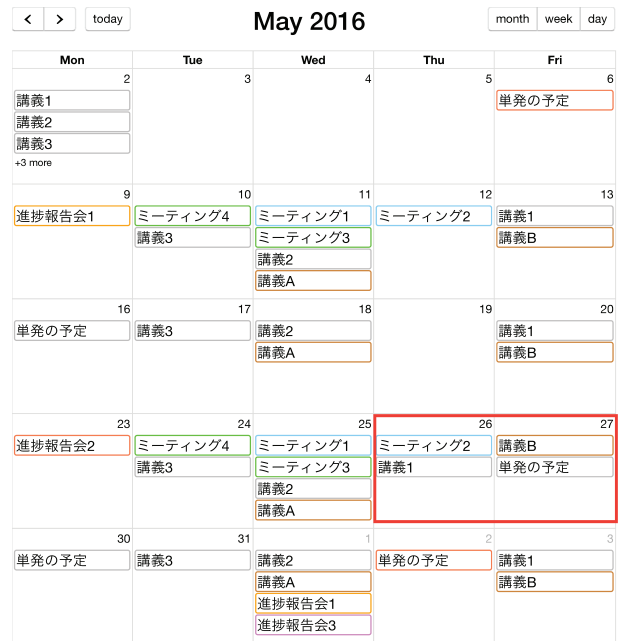 today
May 2016
month week day
Mon Tue Wed Thu Fri
2 3 4 5 6
講義1 単発の予定
講義2
講義3
+3 more
9 10 11 12 13
進捗報告会1 ミーティング4 ミーティング1 ミーティング2 講義1
講義3 ミーティング3 講義B
講義2
講義A
16 17 18 19 20
単発の予定 講義3 講義2 講義1
講義A 講義B
23 24 25 26 27
進捗報告会2 ミーティング4 ミーティング1 ミーティング2 講義B
講義3 ミーティング3 講義1 単発の予定
講義2
講義A
30 31 1 2 3
単発の予定 講義3 講義2 単発の予定 講義1
講義A 講義B
進捗報告会1
進捗報告会3